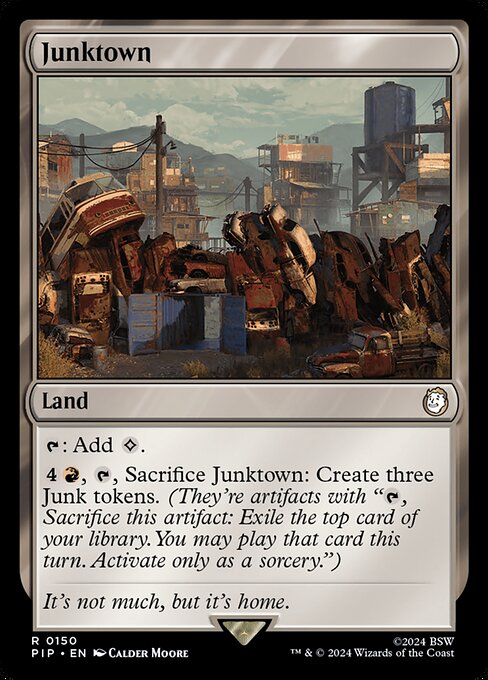 Junktown
Land
: Add .
4 , , Sacrifice Junktown: Create three
Junk tokens. (They’re artifacts with “ ,
Sacrifice this artifact: Exile the top card of
your library. You may play that card this
turn. Activate only as a sorcery.”)
It’s not much, but it’s home.
R 0150
PIP • EN Calder Moore
©2024 BSW
™ & © 2024 Wizards of the Coast